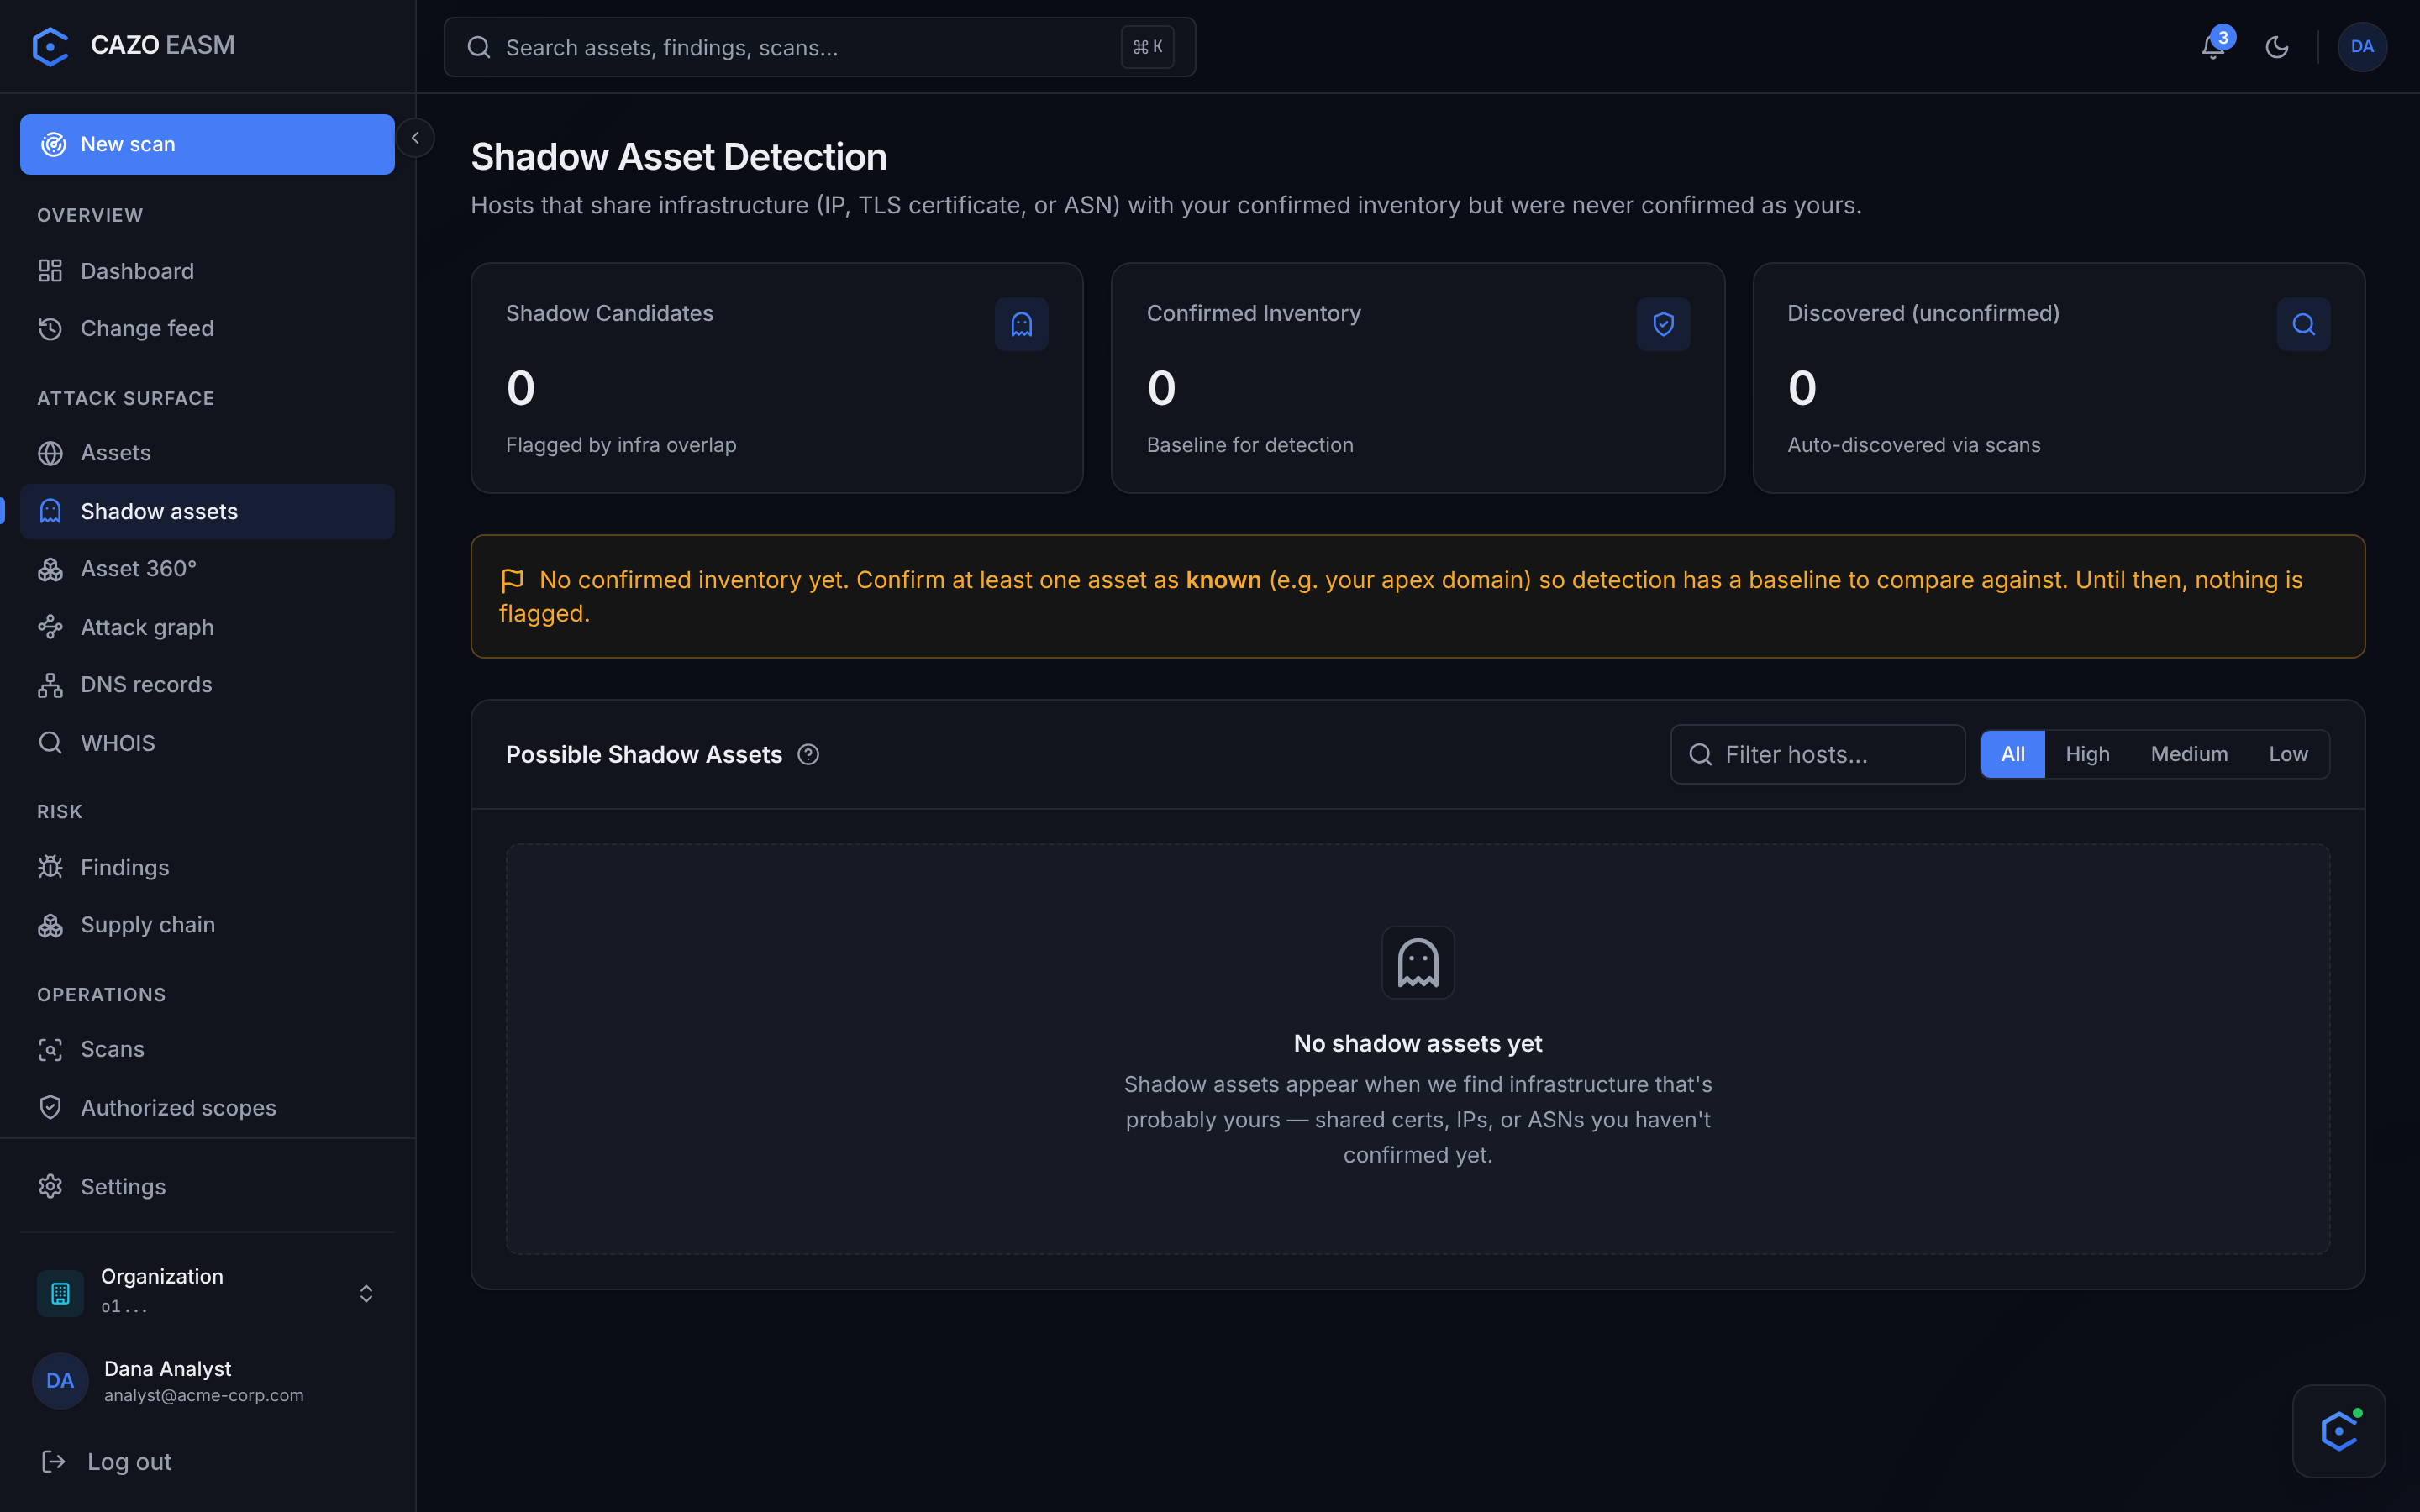 CAZO EASM
Search assets, findings, scans...
⌘ K
3
DA
New scan
OVERVIEW
Dashboard
Change feed
ATTACK SURFACE
Assets
Shadow assets
Asset 360°
Attack graph
DNS records
WHOIS
RISK
Findings
Supply chain
OPERATIONS
Scans
Authorized scopes
Settings
Organization
o1...
DA
Dana Analyst
analyst@acme-corp.com
Log out
Shadow Asset Detection
Hosts that share infrastructure (IP, TLS certificate, or ASN) with your confirmed inventory but were never confirmed as yours.
Shadow Candidates
0
Flagged by infra overlap
Confirmed Inventory
0
Baseline for detection
Discovered (unconfirmed)
0
Auto-discovered via scans
No confirmed inventory yet. Confirm at least one asset as known (e.g. your apex domain) so detection has a baseline to compare against. Until then, nothing is
flagged.
Possible Shadow Assets
Filter hosts...
All High Medium Low
No shadow assets yet
Shadow assets appear when we find infrastructure that's
probably yours — shared certs, IPs, or ASNs you haven't
confirmed yet.